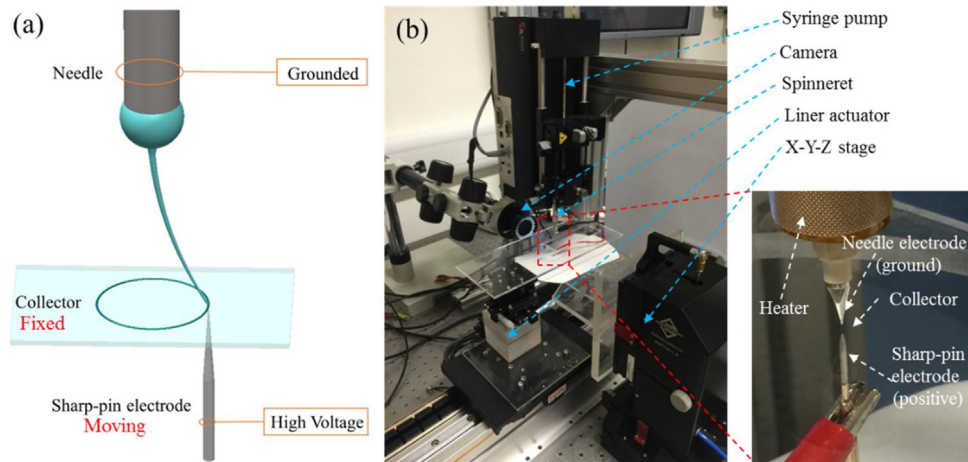 (a)
Needle
Grounded
Collector
Fixed
Sharp-pin electrode
Moving
High Voltage
(b)
Syringe pump
Camera
Spinneret
Liner actuator
X-Y-Z stage
Needle electrode
(ground)
Heater
Collector
Sharp-pin
electrode
(positive)